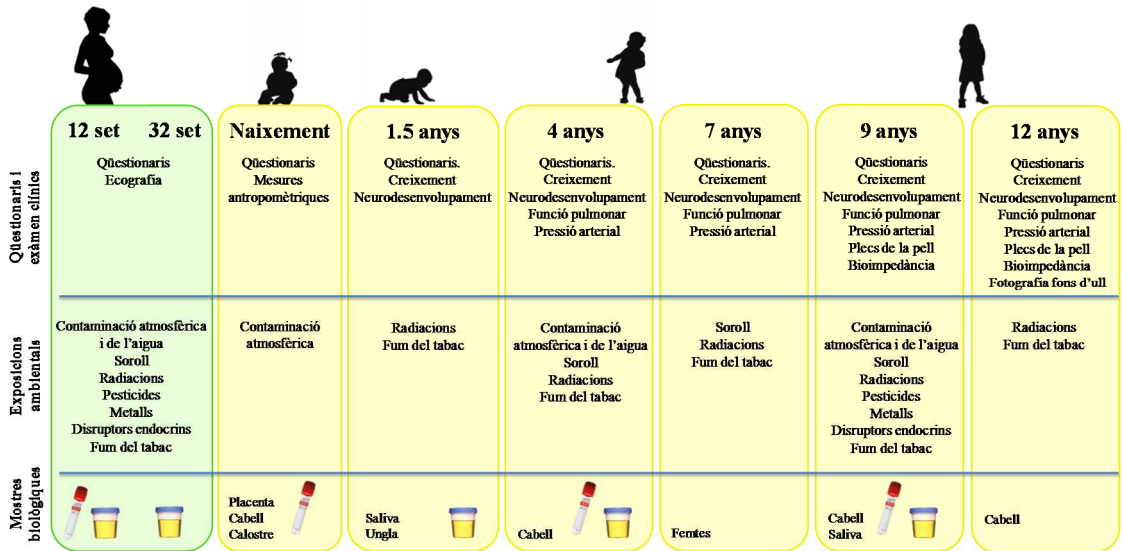 12 set 32 set
Naixement
1.5 anys
4 anys
7 anys
9 anys
12 anys
Qüestionaris i
exàmen clínics
Qüestionaris
Ecografia
Qüestionaris
Mesures
antropomètriques
Qüestionaris.
Creixement
Neurodesenvolupament
Qüestionaris.
Creixement
Neurodesenvolupament
Funció pulmonar
Pressió arterial
Qüestionaris.
Creixement
Neurodesenvolupament
Funció pulmonar
Pressió arterial
Qüestionaris
Creixement
Neurodesenvolupament
Funció pulmonar
Pressió arterial
Plecs de la pell
Bioimpedància
Qüestionaris
Creixement
Neurodesenvolupament
Funció pulmonar
Pressió arterial
Plecs de la pell
Bioimpedància
Fotografia fons d'ull
Exposicions
ambientals
Contaminació atmosfèrica
i de l'aigua
Soroll
Radiacions
Pesticides
Metalls
Disruptors endocrins
Fum del tabac
Contaminació
atmosfèrica
Radiacions
Fum del tabac
Contaminació
atmosfèrica i de l'aigua
Soroll
Radiacions
Fum del tabac
Soroll
Radiacions
Fum del tabac
Contaminació
atmosfèrica i de l'aigua
Soroll
Radiacions
Pesticides
Metalls
Disruptors endocrins
Fum del tabac
Radiacions
Fum del tabac
Mostres
biològiques
Placenta
Cabell
Calostre
Saliva
Ungla
Cabell
Femtes
Cabell
Saliva
Cabell